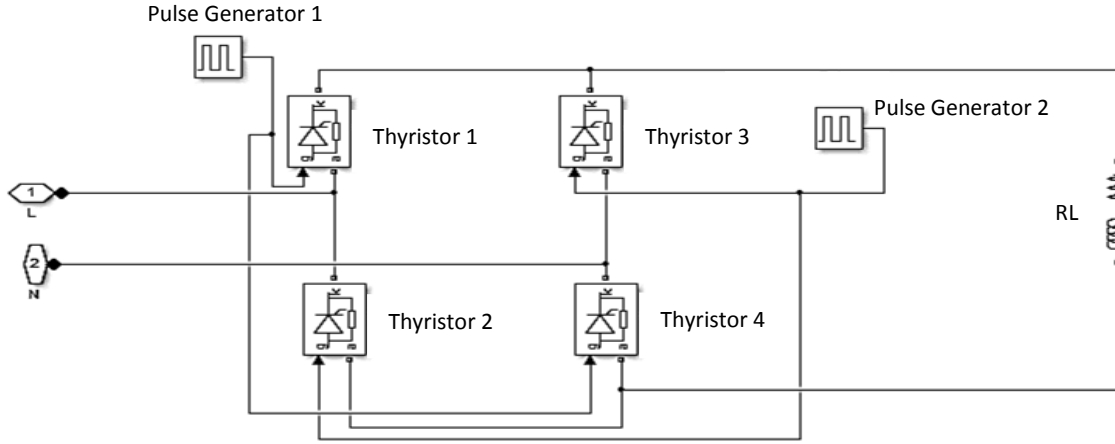 Pulse Generator 1
k
Thyristor 1
g
a
k
Thyristor 3
g
a
Pulse Generator 2
1
L
RL
2
N
k
Thyristor 2
g
a
k
Thyristor 4
g
a